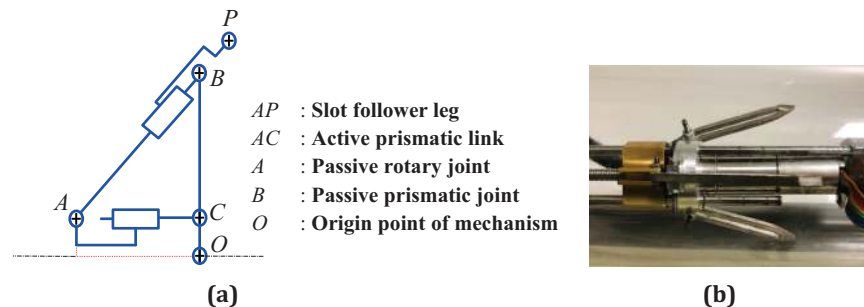 P
B
A
C
O
AP : Slot follower leg
AC : Active prismatic link
A : Passive rotary joint
B : Passive prismatic joint
O : Origin point of mechanism
(a)
(b)